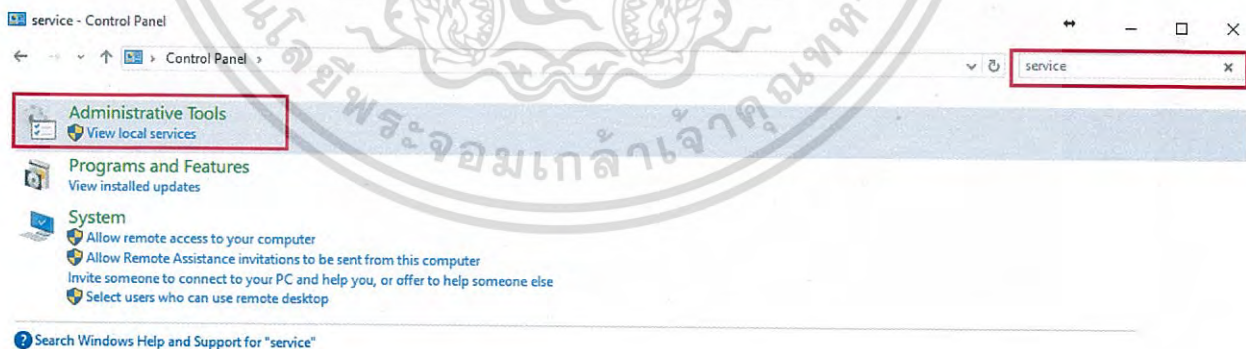 service - Control Panel
Control Panel
service
Administrative Tools
View local services
Programs and Features
View installed updates
System
Allow remote access to your computer
Allow Remote Assistance invitations to be sent from this computer
Invite someone to connect to your PC and help you, or offer to help someone else
Select users who can use remote desktop
Search Windows Help and Support for "service"